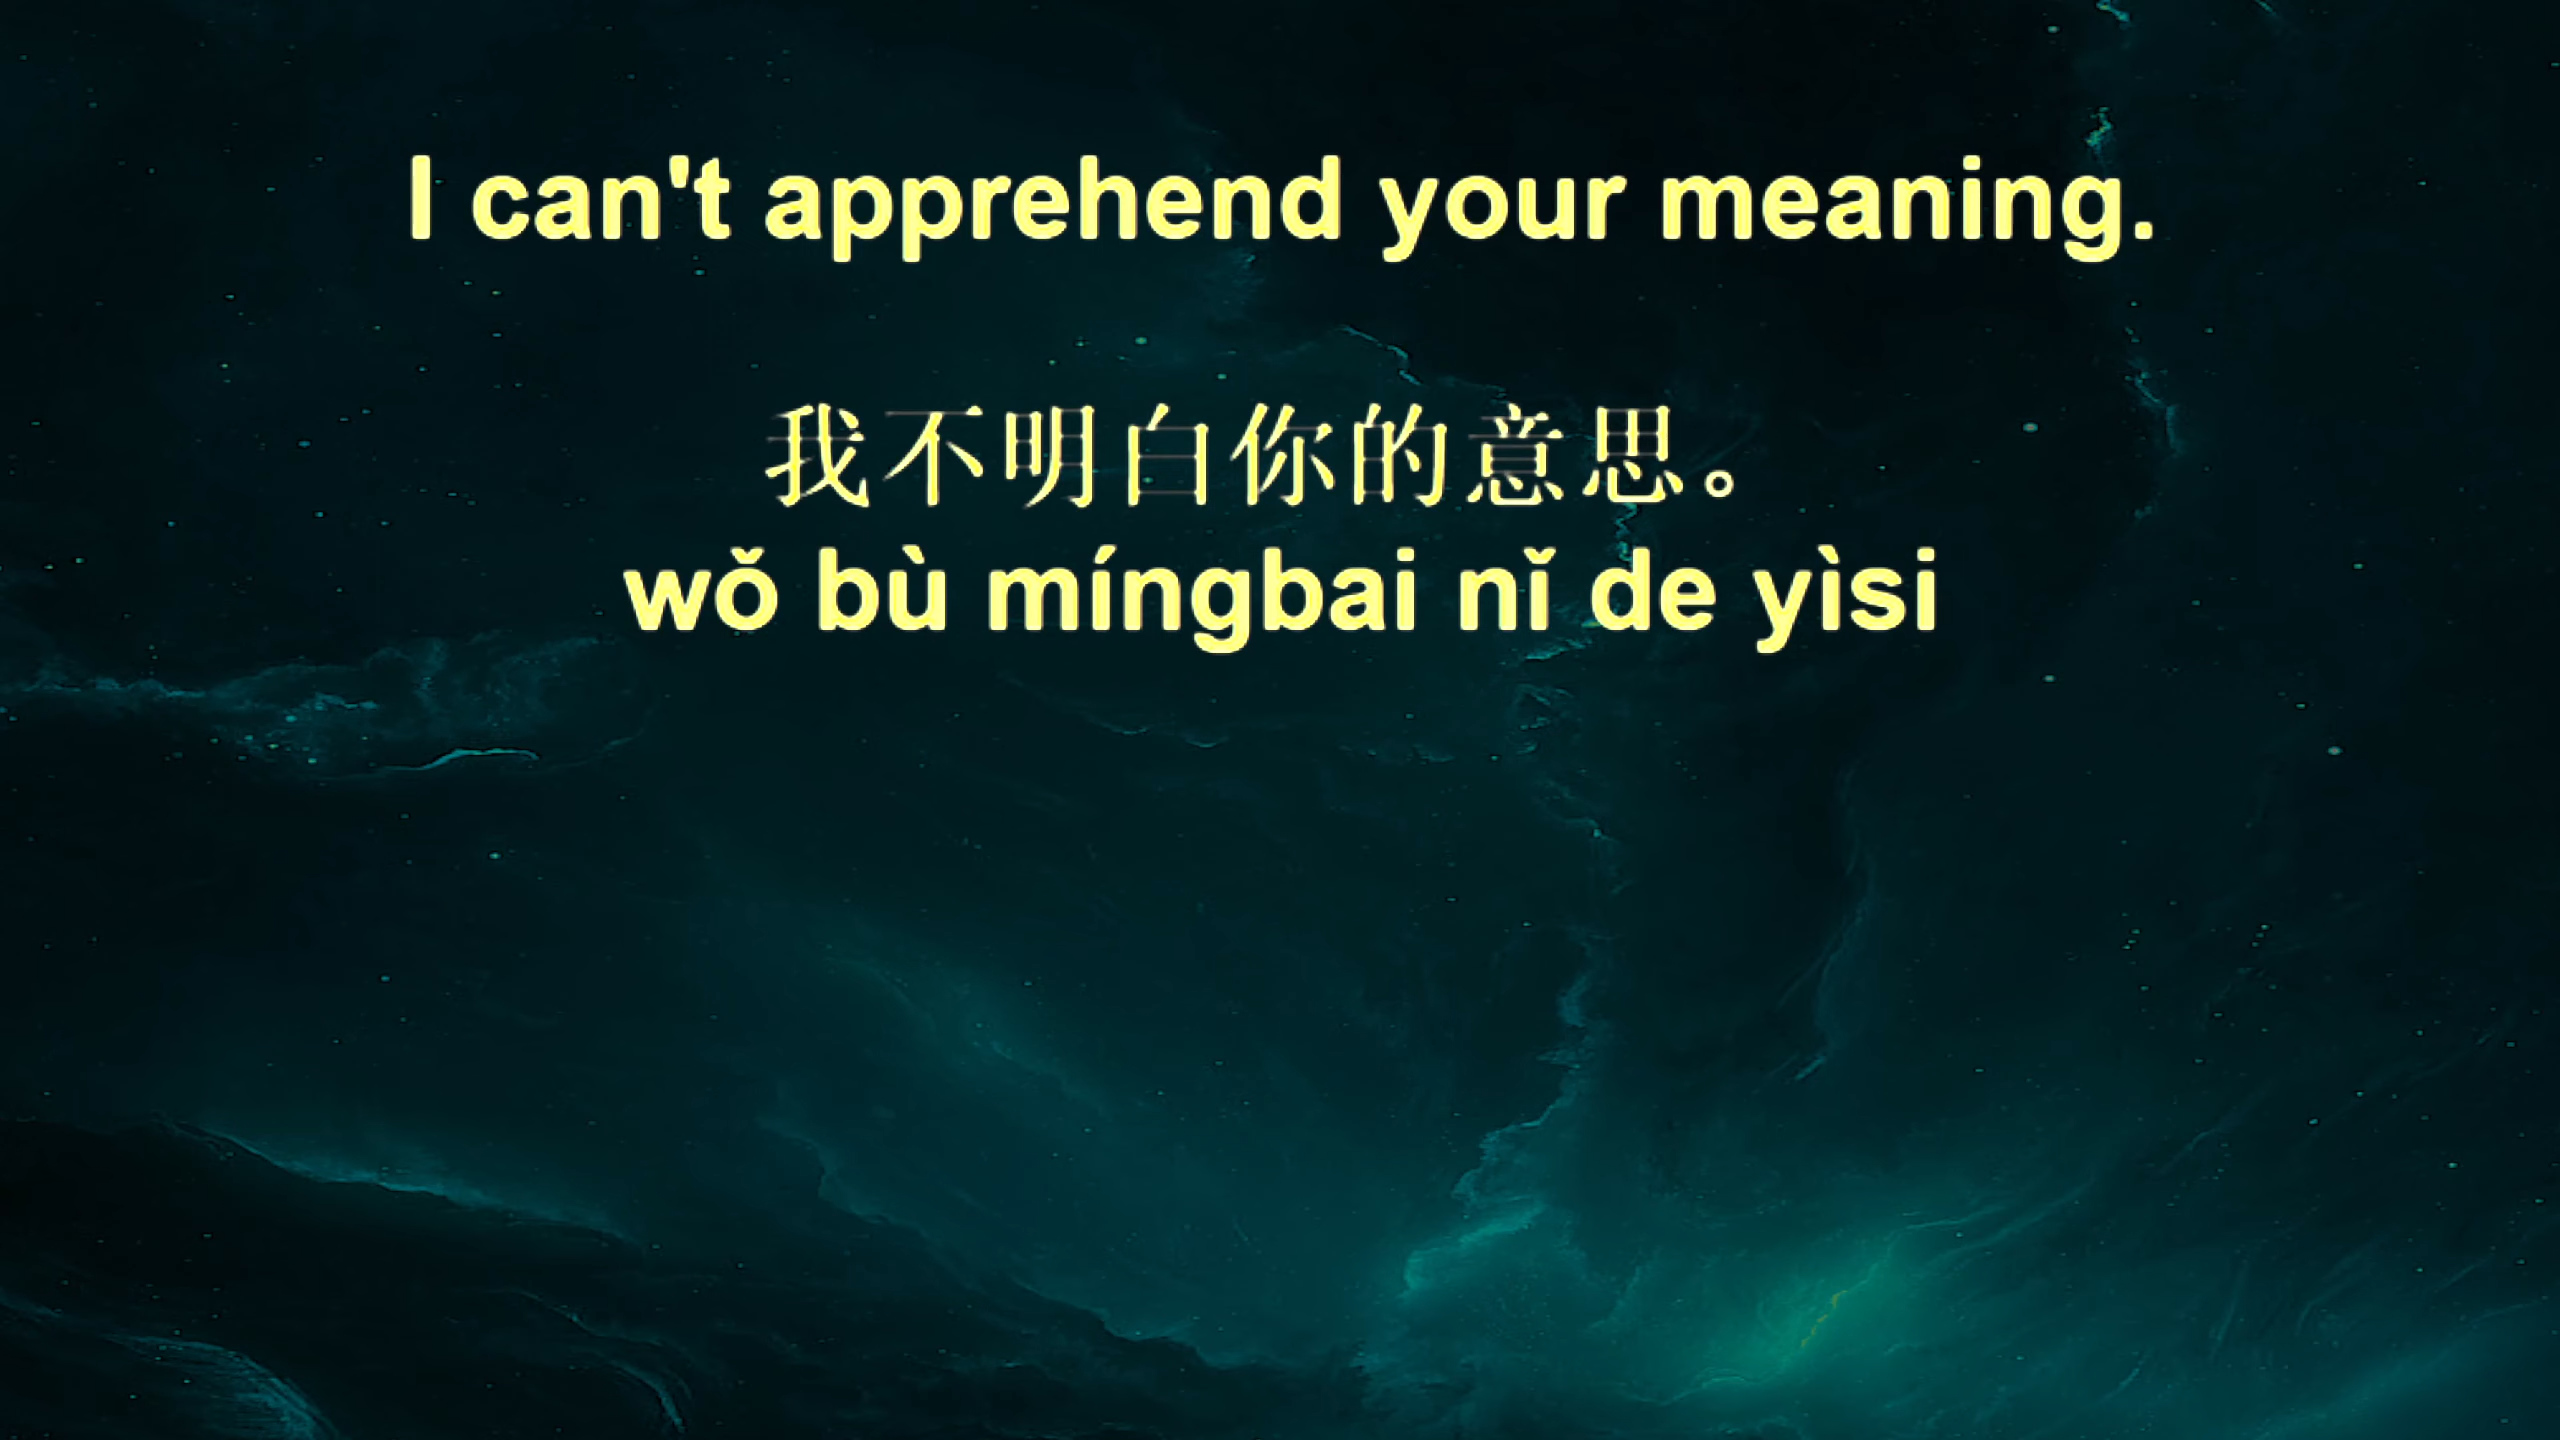 I can't apprehend your meaning.
我不明白你的意思。
wǒ bù míngbai nǐ de yìsi